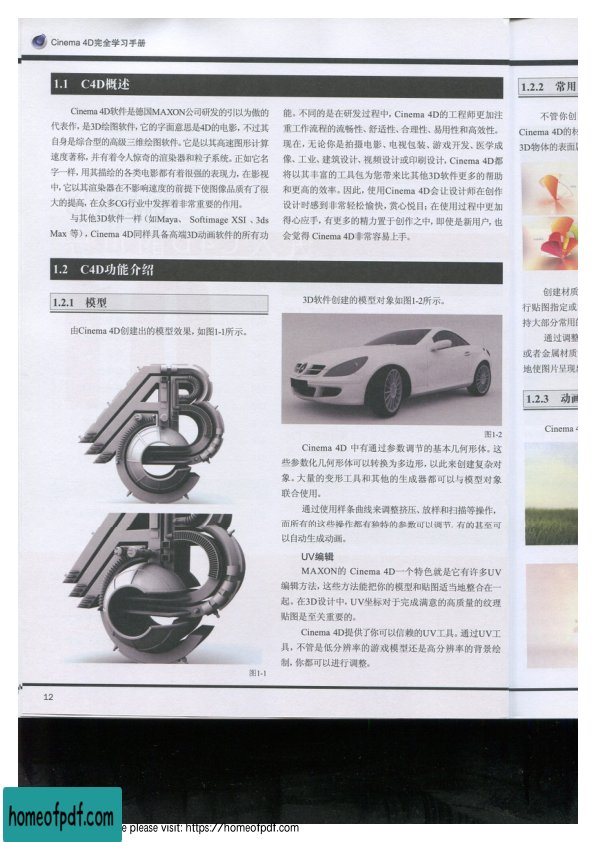 Cinema 4D完全学习手册
1.1 C4D概述
Cinema 4D软件是德国MAXON公司研发的引以为傲的
代表作，是3D绘图软件，它的字面意思是4D的电影，不过其
自身是综合型的高级三维绘图软件。它是以其高速图形计算
速度著称，并有着令人惊奇的渲染器和粒子系统。正如它名
字一样，用其描绘的各类电影都有着很强的表现力，在影视
中，它以其渲染器在不影响速度的前提下使图像品质有了很
大的提高，在众多CG行业中发挥着非常重要的作用。
与其他3D软件一样（如Maya、 Softimage XSI 、3ds
Max 等），Cinema 4D同样具备高端3D动画软件的所有功
能。不同的是在研发过程中，Cinema 4D的工程师更加注
重工作流程的流畅性、舒适性、合理性、易用性和高效性。
现在，无论你是拍摄电影、电视包装、游戏开发、医学成
像、工业、建筑设计、视频设计或印刷设计，Cinema 4D都
将以其丰富的工具包为您带来比其他3D软件更多的帮助
和更高的效率。因此，使用Cinema 4D会让设计师在创作
设计时感到非常轻松愉快，赏心悦目；在使用过程中更加
得心应手，有更多的精力置于创作之中，即使是新用户，也
会觉得 Cinema 4D非常容易上手。
1.2 C4D功能介绍
1.2.1 模型
由Cinema 4D创建出的模型效果，如图1-1所示。
图1-1
3D软件创建的模型对象如图1-2所示。
图1-2
Cinema 4D 中有通过参数调节的基本几何形体。这
些参数化几何形体可以转换为多边形，以此来创建复杂对
象。大量的变形工具和其他的生成器都可以与模型对象
联合使用。
通过使用样条曲线来调整挤压、放样和扫描等操作，
而所有的这些操作都有独特的参数可以调节，有的甚至可
以自动生成动画。
UV编辑
MAXON的 Cinema 4D一个特色就是它有许多UV
编辑方法，这些方法能把你的模型和贴图适当地整合在一
起。在3D设计中，UV坐标对于完成满意的高质量的纹理
贴图是至关重要的。
Cinema 4D提供了你可以信赖的UV工具。通过UV工
具，不管是低分辨率的游戏模型还是高分辨率的背景绘
制，你都可以进行调整。
12
1.2.2 常用
不管你创
Cinema 4D的材
3D物体的表面
创建材质
行贴图指定或
持大部分常用
通过调整
或者金属材质
地使图片呈现
1.2.3 动画
Cinema 4
homeofpdf.com
e please visit: https://homeofpdf.com